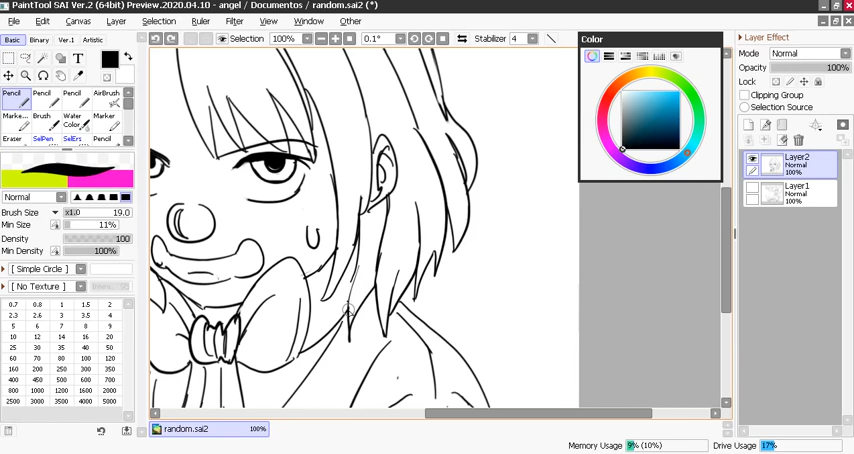 PaintTool SAI Ver.2 (64bit) Preview.2020.04.10 - angel / Documentos / random.sai2 (*)
File Edit Canvas Layer Selection Ruler Filter View Window Other
Basic Binary Ver.1 Artistic
Selection 100% 0.1° Stabilizer 4
Color
Layer Effect
Mode Normal
Opacity 100%
Lock
Clipping Group
Selection Source
Layer2
Normal
100%
Layer1
Normal
100%
T
Pencil Pencil Pencil AirBrush
Marke... Marke... Water Color Marke...
Eraser SelPen SelErs Pencil
Normal
Brush Size x1.0 19.0
Min Size 11%
Density 100
Min Density 100%
[ Simple Circle ]
[ No Texture ] 95
0.7 0.8 1 1.5 2
2.3 2.6 3 3.5 4
5 6 7 8 9
10 12 14 16 20
25 30 35 40 50
60 70 80 100 120
160 200 250 300 350
400 450 500 600 700
800 1000 1200 1400 1600
2500 3000 3500 4000 5000
random.sai2 100%
Memory Usage 9% (10%) Drive Usage 17%